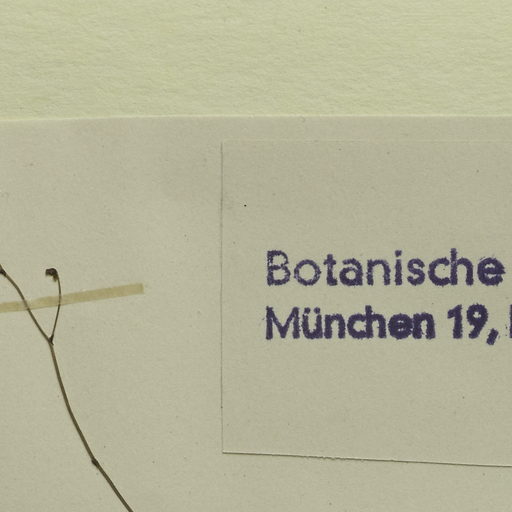 Botanische
München 19,